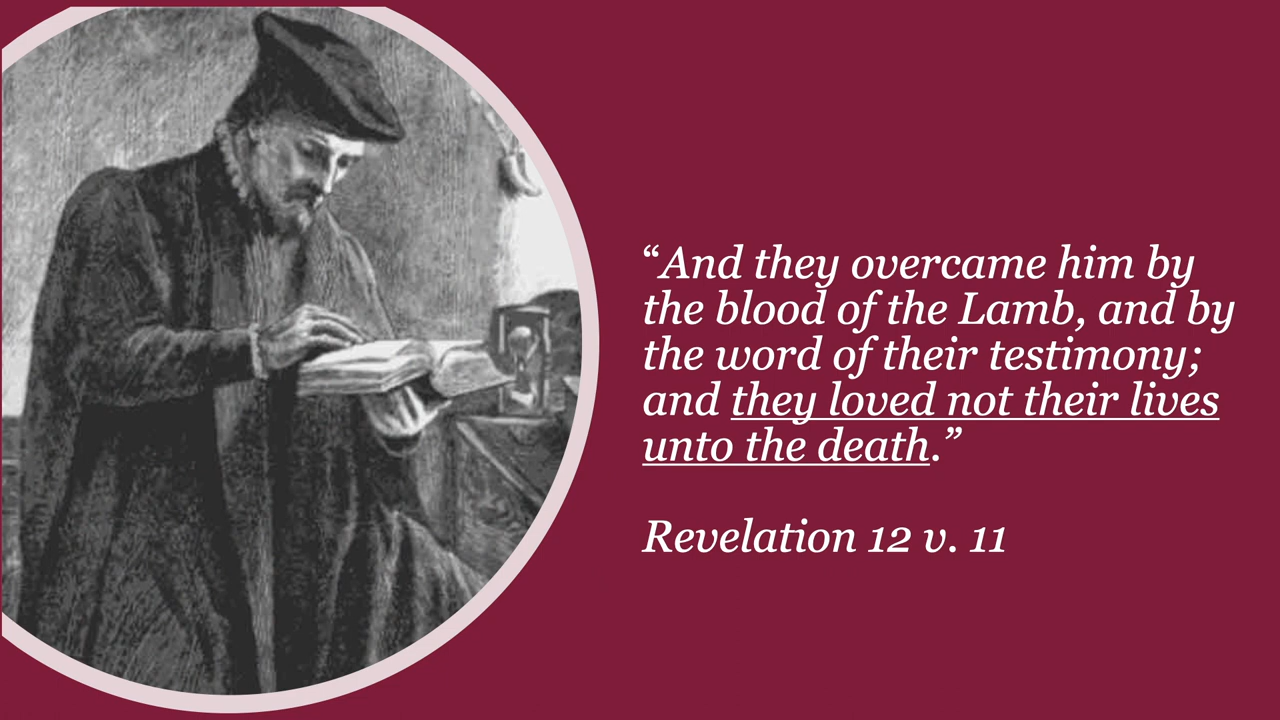 “And they overcame him by
the blood of the Lamb, and by
the word of their testimony;
and they loved not their lives
unto the death.”
Revelation 12 v. 11